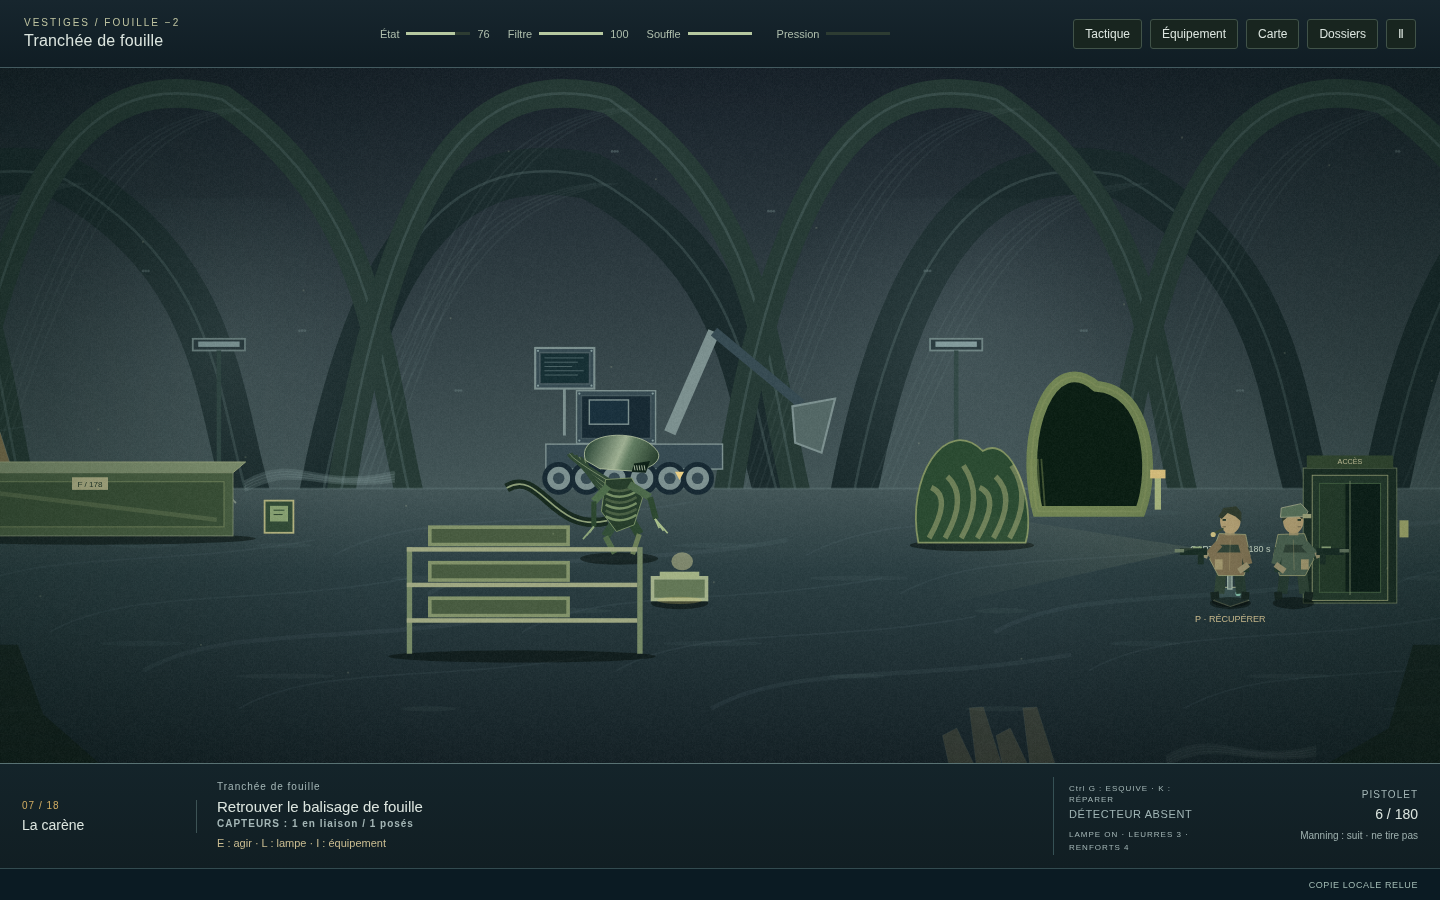 VESTIGES / FOUILLE −2
Tranchée de fouille
État 76 Filtre 100 Souffle Pression
Tactique Équipement Carte Dossiers II
F / 178
ACCÈS
180 s
P · RÉCUPÉRER
07 / 18
La carène
Tranchée de fouille
Retrouver le balisage de fouille
CAPTEURS : 1 en liaison / 1 posés
E : agir · L : lampe · I : équipement
Ctrl G : ESQUIVE · K :
RÉPARER
DÉTECTEUR ABSENT
LAMPE ON · LEURRES 3 ·
RENFORTS 4
PISTOLET
6 / 180
Manning : suit · ne tire pas
COPIE LOCALE RELUE